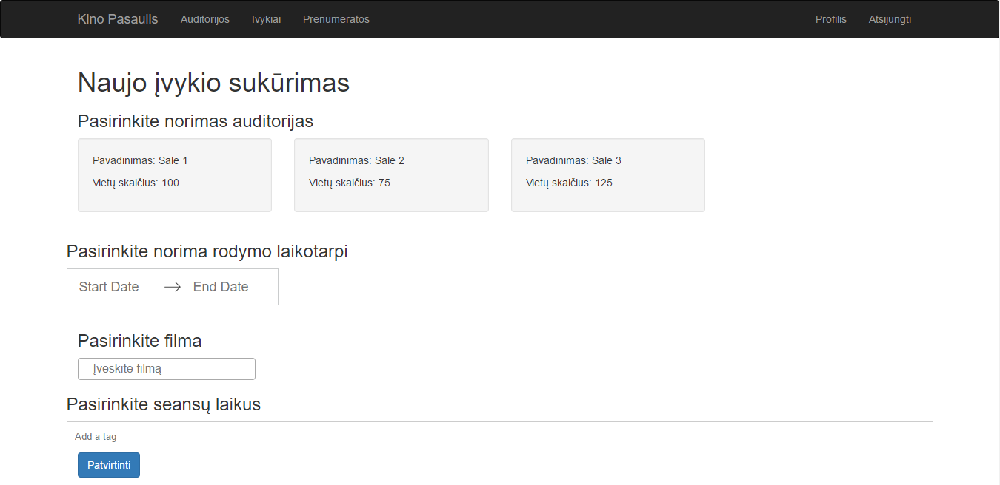 Kino Pasaulis Auditorijos Ivykiai Prenumeratos Profilis Atsijungti
Naujo įvykio sukūrimas
Pasirinkite norimas auditorijas
Pavadinimas: Sale 1
Vietų skaičius: 100
Pavadinimas: Sale 2
Vietų skaičius: 75
Pavadinimas: Sale 3
Vietų skaičius: 125
Pasirinkite norima rodymo laikotarpi
Start Date → End Date
Pasirinkite filma
Įveskite filmą
Pasirinkite seansų laikus
Add a tag
Patvirtinti